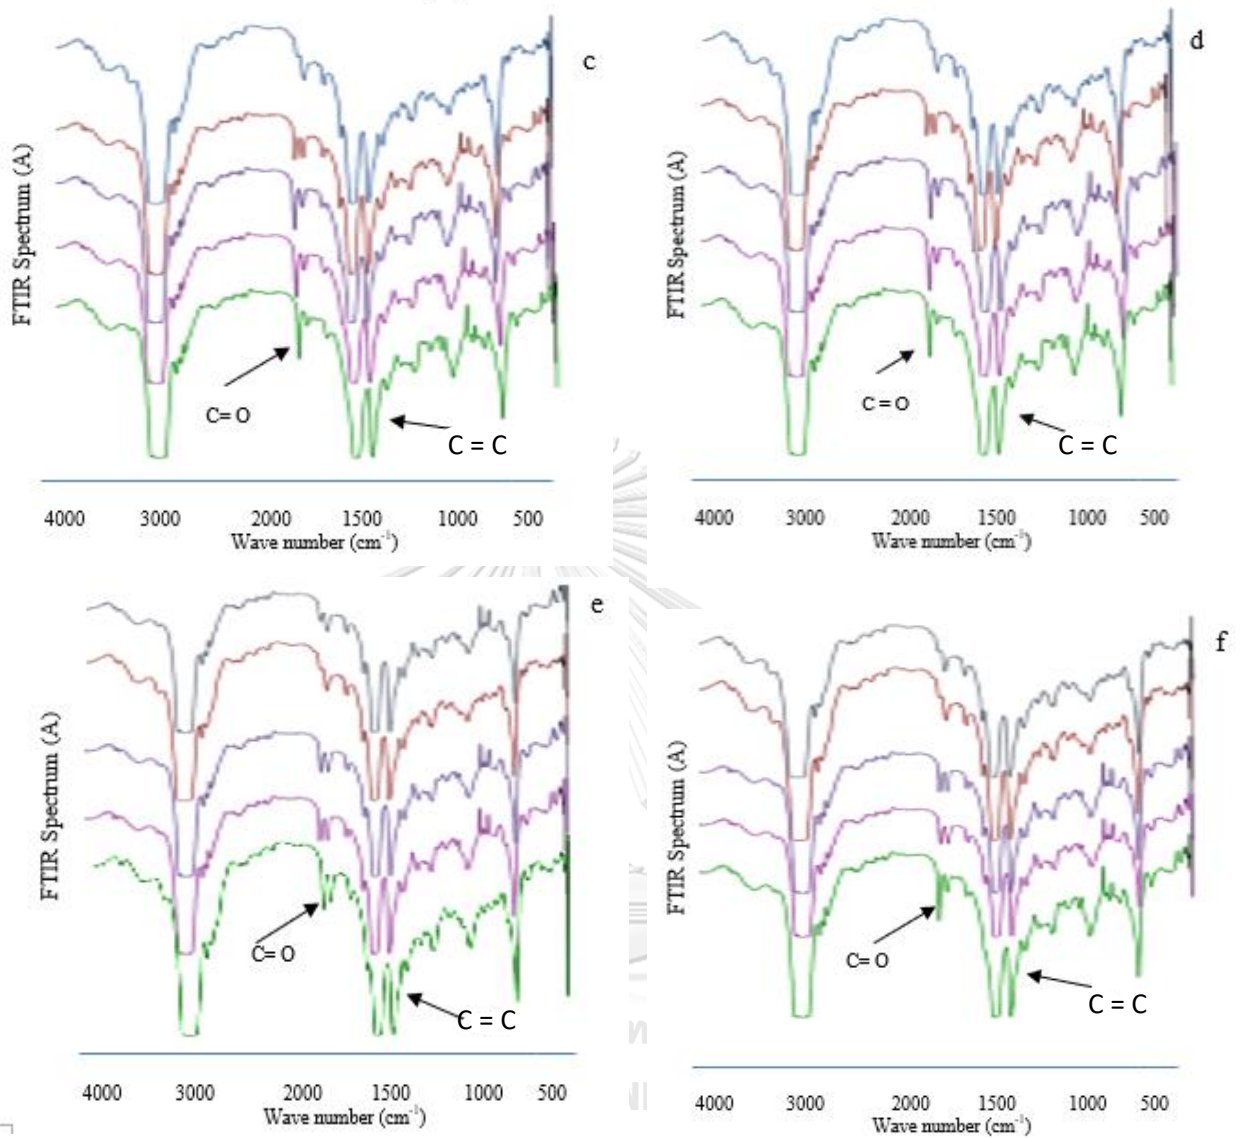 c
FTIR Spectrum (A)
C= O
C = C
4000 3000 2000 1500 1000 500
Wave number (cm⁻¹)
d
FTIR Spectrum (A)
C = O
C = C
4000 3000 2000 1500 1000 500
Wave number (cm⁻¹)
e
FTIR Spectrum (A)
C= O
C = C
4000 3000 2000 1500 1000 500
Wave number (cm⁻¹)
f
FTIR Spectrum (A)
C= O
C = C
4000 3000 2000 1500 1000 500
Wave number (cm⁻¹)